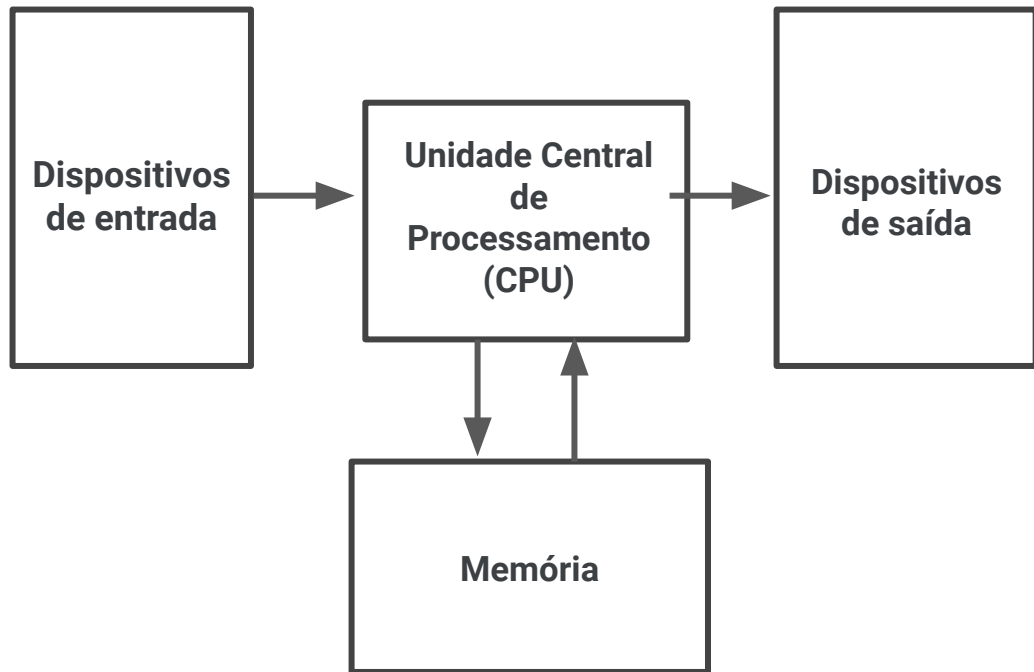 Dispositivos
de entrada
Unidade Central
de
Processamento
(CPU)
Dispositivos
de saída
Memória